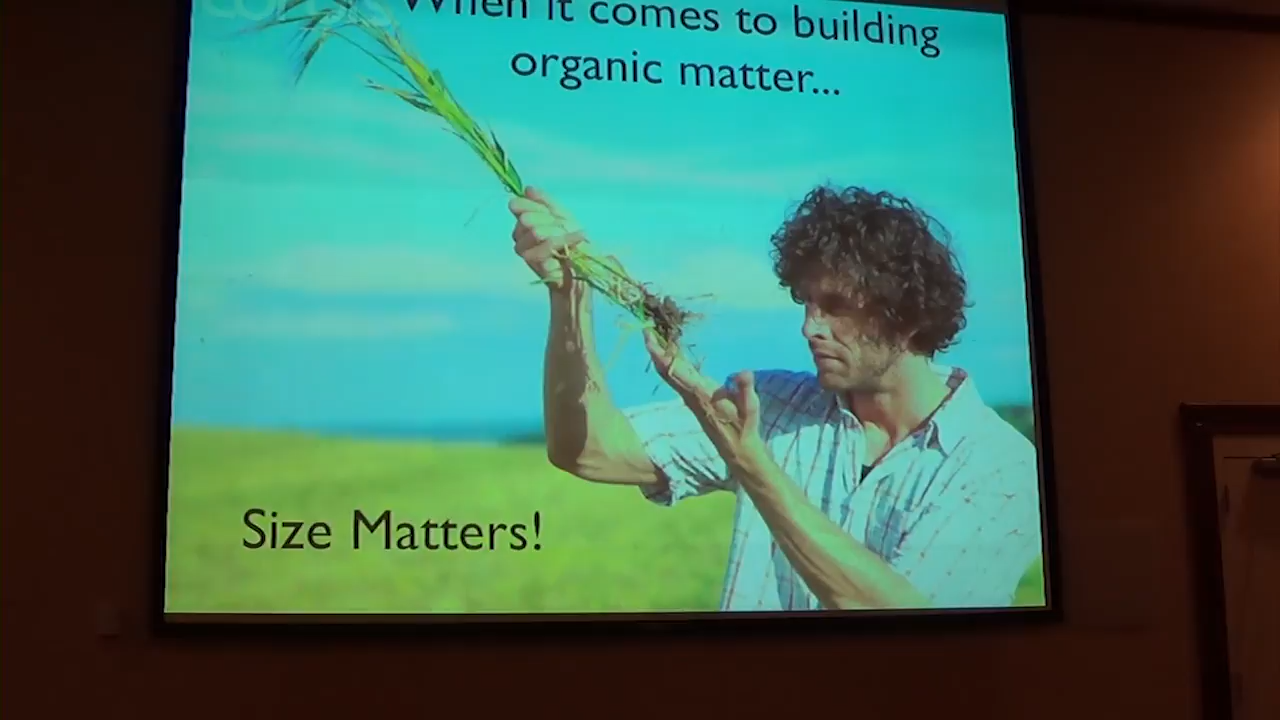 When it comes to building
organic matter...
Size Matters!